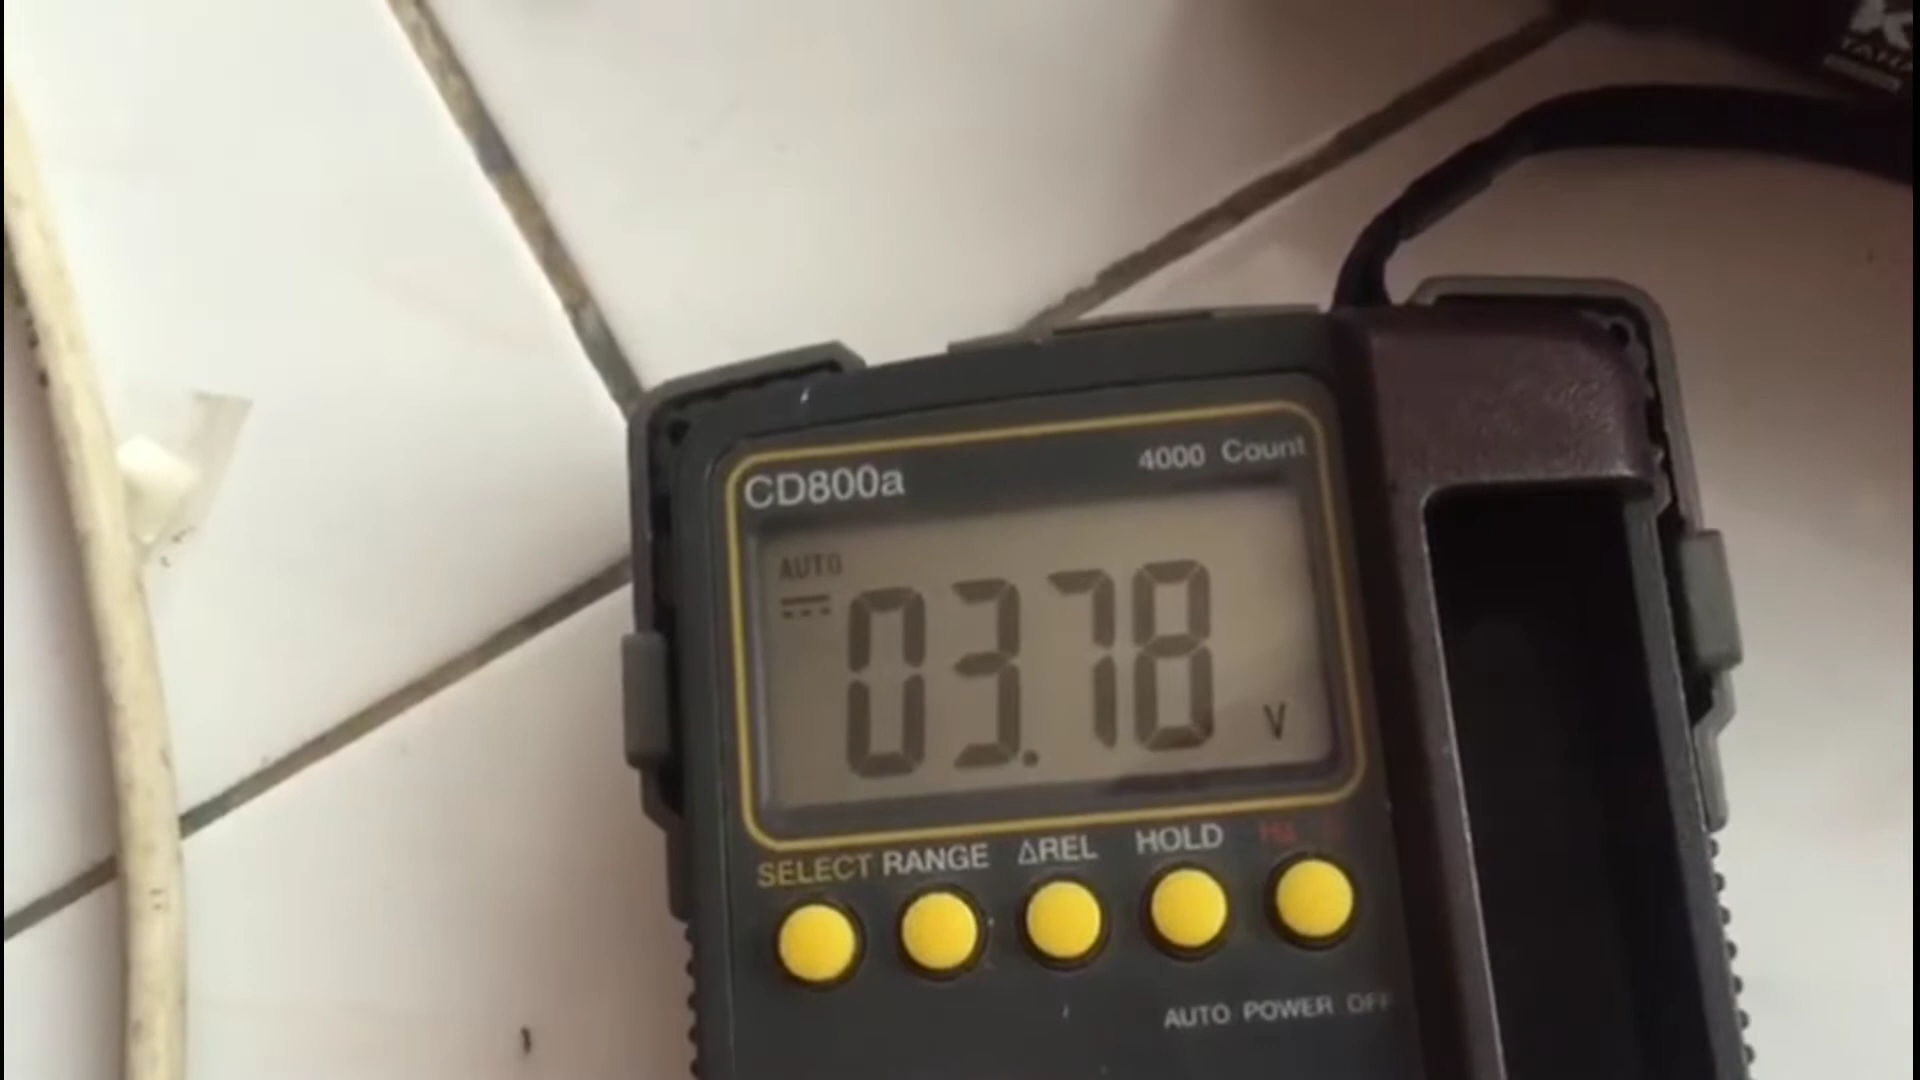 CD800a
4000 Count
AUTO
03.78
V
SELECT RANGE ΔREL HOLD
AUTO POWER OFF